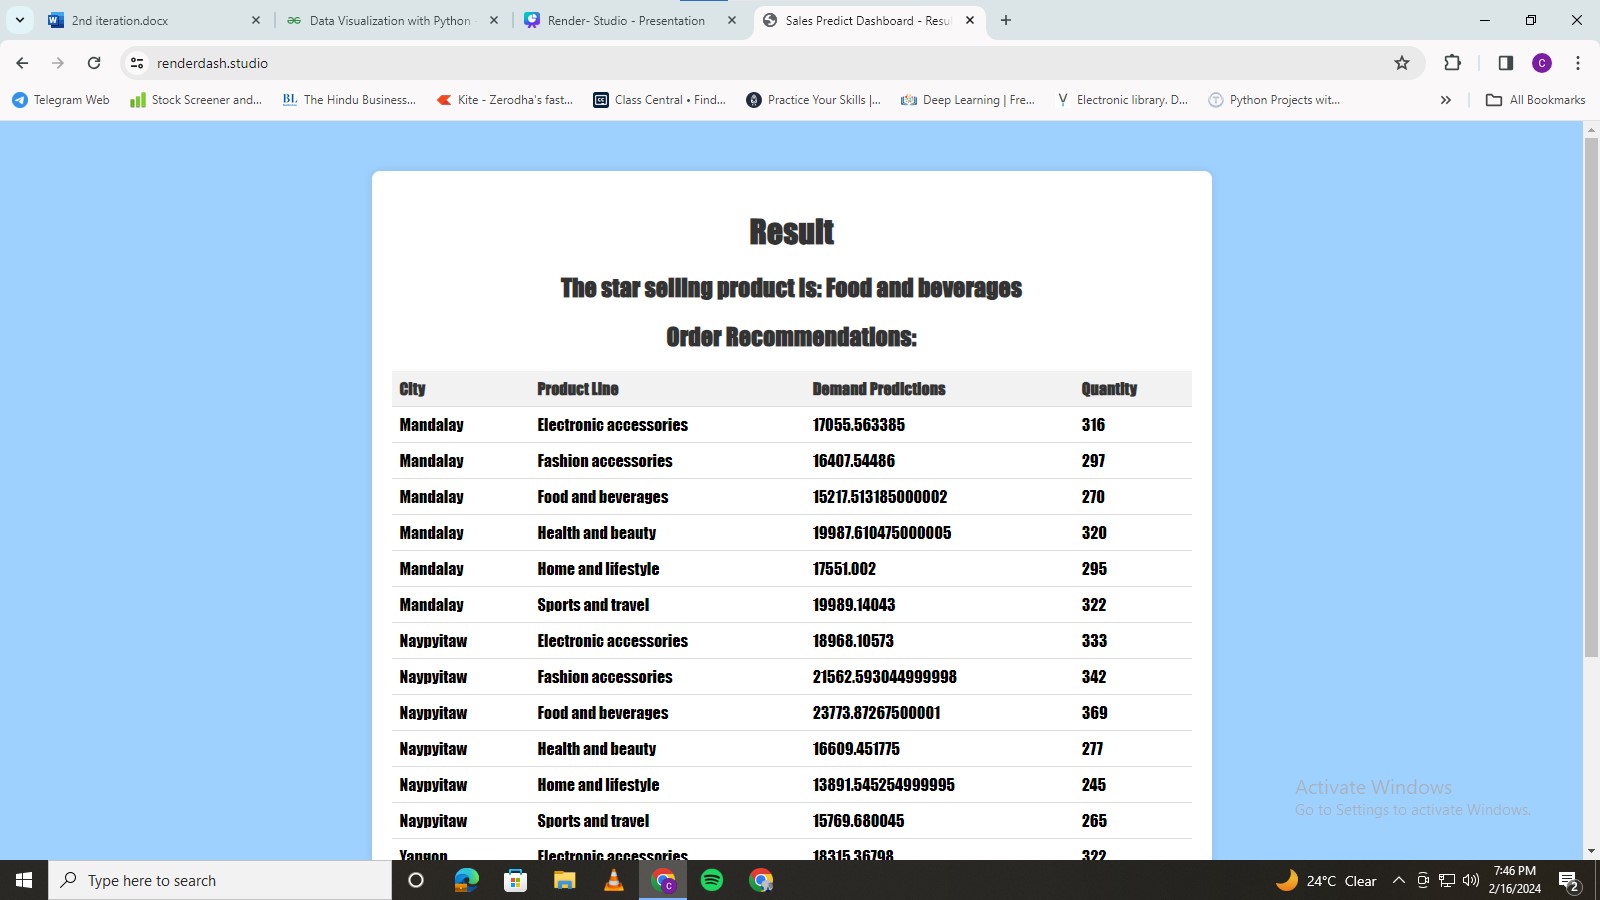 2nd iteration.docx
Data Visualization with Python
Render- Studio - Presentation
Sales Predict Dashboard - Resu
renderdash.studio
C
Telegram Web
Stock Screener and...
BL The Hindu Business...
Kite - Zerodha's fast...
Class Central • Find...
Practice Your Skills |...
Deep Learning | Fre...
Electronic library. D...
Python Projects wit...
All Bookmarks
Result
The star selling product is: Food and beverages
Order Recommendations:
City Product Line Demand Predictions Quantity
Mandalay Electronic accessories 17055.563385 316
Mandalay Fashion accessories 16407.54486 297
Mandalay Food and beverages 15217.513185000002 270
Mandalay Health and beauty 19987.610475000005 320
Mandalay Home and lifestyle 17551.002 295
Mandalay Sports and travel 19989.14043 322
Naypyitaw Electronic accessories 18968.10573 333
Naypyitaw Fashion accessories 21562.593044999998 342
Naypyitaw Food and beverages 23773.87267500001 369
Naypyitaw Health and beauty 16609.451775 277
Naypyitaw Home and lifestyle 13891.545254999995 245
Naypyitaw Sports and travel 15769.680045 265
Yangon Electronic accessories 18315.36798 322
Activate Windows
Go to Settings to activate Windows.
Type here to search
24°C Clear
7:46 PM
2/16/2024
2